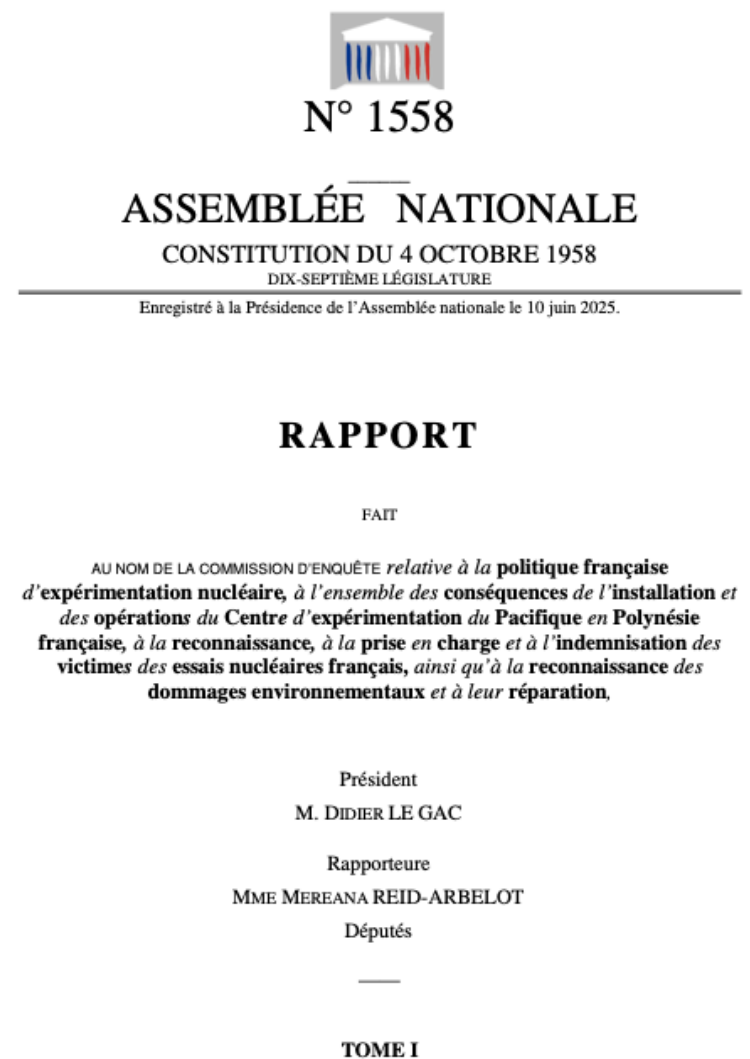 N° 1558
ASSEMBLÉE NATIONALE
CONSTITUTION DU 4 OCTOBRE 1958
DIX-SEPTIÈME LÉGISLATURE
Enregistré à la Présidence de l'Assemblée nationale le 10 juin 2025.
RAPPORT
FAIT
AU NOM DE LA COMMISSION D'ENQUÊTE relative à la politique française
d'expérimentation nucléaire, à l'ensemble des conséquences de l'installation et
des opérations du Centre d'expérimentation du Pacifique en Polynésie
française, à la reconnaissance, à la prise en charge et à l'indemnisation des
victimes des essais nucléaires français, ainsi qu'à la reconnaissance des
dommages environnementaux et à leur réparation,
Président
M. DIDIER LE GAC
Rapporteure
MME MEREANA REID-ARBELOT
Députés
TOME I